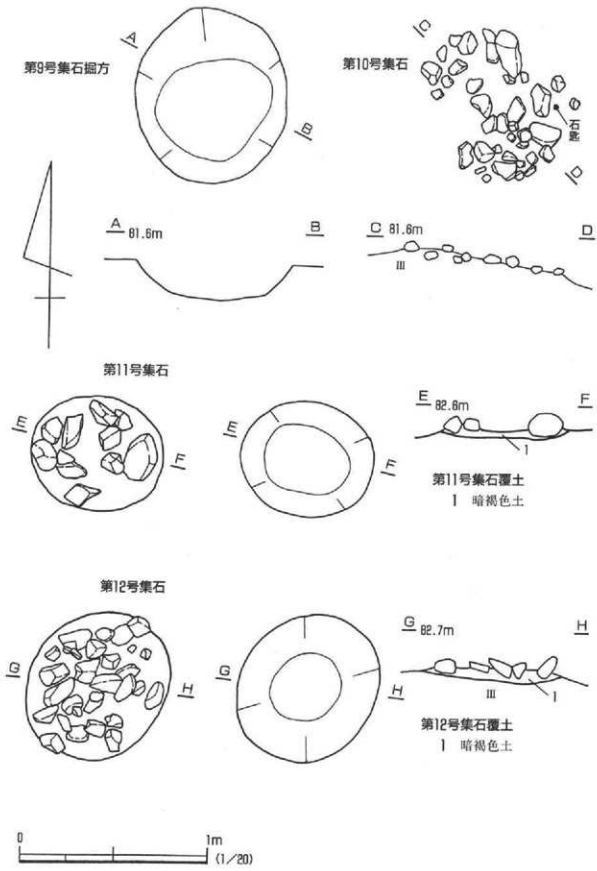 第9号集石掘方
A
B
第10号集石
C
石匙
D
A 81.6m B
C 81.6m D
III
第11号集石
E
F
E
F
E 82.6m F
1
第11号集石覆土
1 暗褐色土
第12号集石
G
H
G
H
G 82.7m H
III
1
第12号集石覆土
1 暗褐色土
0 1m
(1/20)